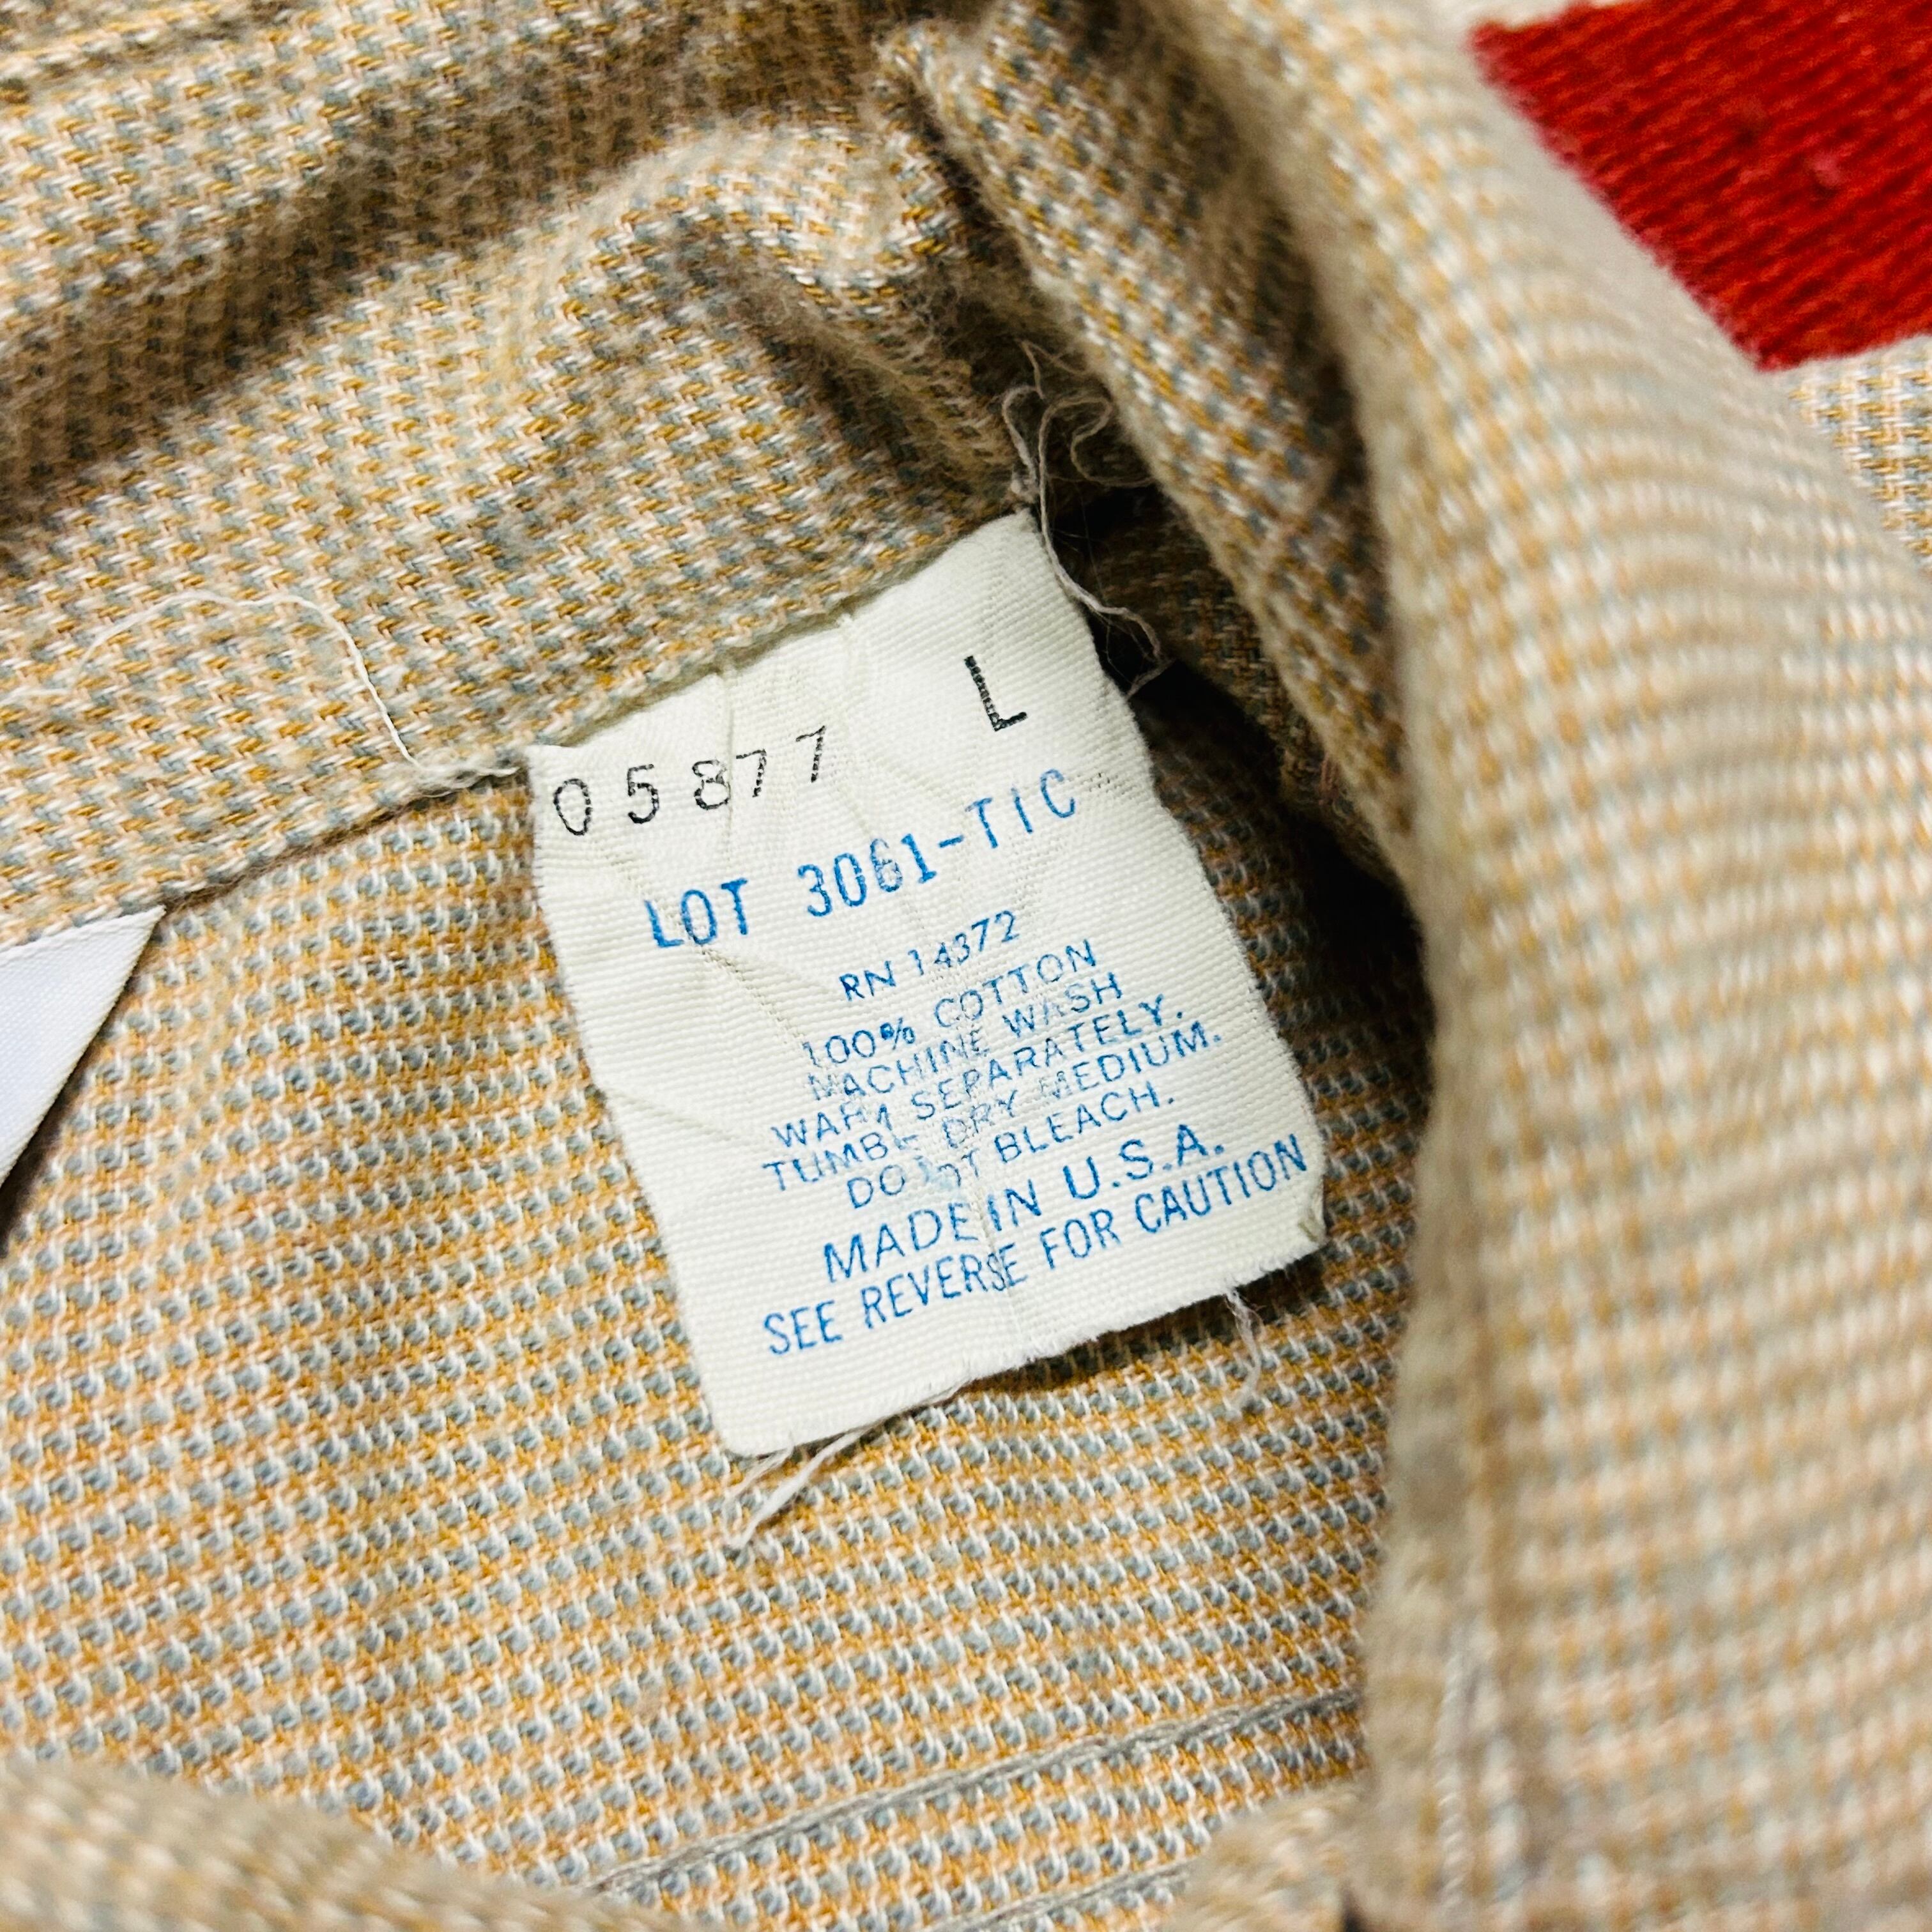 05877 L
LOT 3061-TIC
RN 14372
100% COTTON
MACHINE WASH
WARM SEPARATELY.
TUMBLE DRY MEDIUM.
DO NOT BLEACH.
MADE IN U.S.A.
SEE REVERSE FOR CAUTION